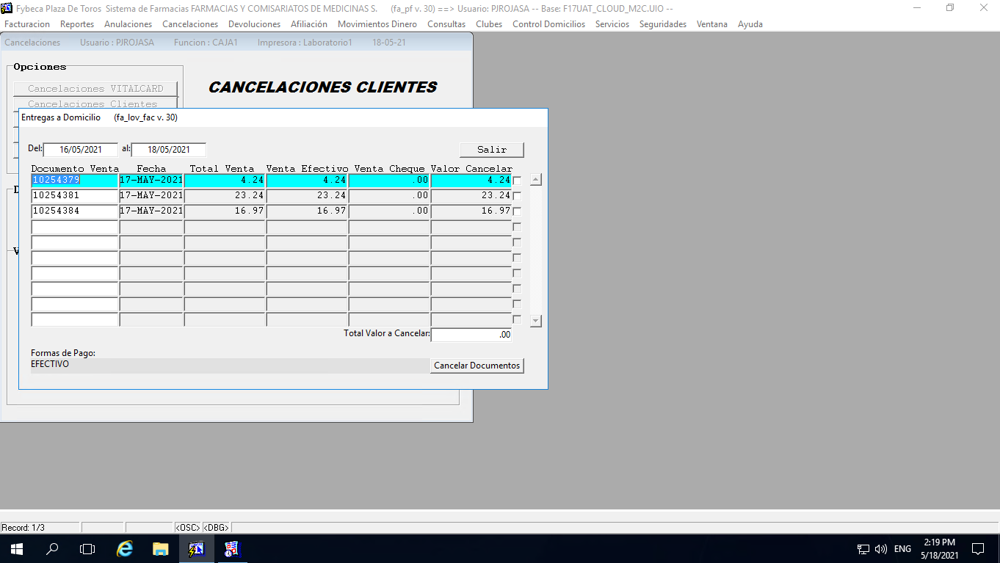 Fybeca Plaza De Toros Sistema de Farmacias FARMACIAS Y COMISARIATOS DE MEDICINAS S. (fa_pf v. 30) ==> Usuario: PJROJASA -- Base: F17UAT_CLOUD_M2C.UIO --
Facturacion Reportes Anulaciones Cancelaciones Devoluciones Afiliación Movimientos Dinero Consultas Clubes Control Domicilios Servicios Seguridades Ventana Ayuda
Cancelaciones Usuario : PJROJASA Funcion : CAJA1 Impresora : Laboratorio1 18-05-21
Opciones
CANCELACIONES CLIENTES
Cancelaciones VITALCARD
Cancelaciones Clientes
Entregas a Domicilio (fa_lov_fac v. 30)
Del: 16/05/2021 al: 18/05/2021 Salir
Documento Venta Fecha Total Venta Venta Efectivo Venta Cheque Valor Cancelar
10254379 17-MAY-2021 4.24 4.24 .00 4.24
10254381 17-MAY-2021 23.24 23.24 .00 23.24
10254384 17-MAY-2021 16.97 16.97 .00 16.97
Total Valor a Cancelar: .00
Formas de Pago:
EFECTIVO Cancelar Documentos
Record: 1/3 <OSC> <DBG>
ENG 2:19 PM
5/18/2021